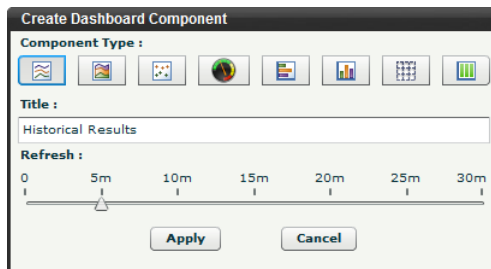 Create Dashboard Component
Component Type :
Title :
Historical Results
Refresh :
0 5m 10m 15m 20m 25m 30m
Apply Cancel